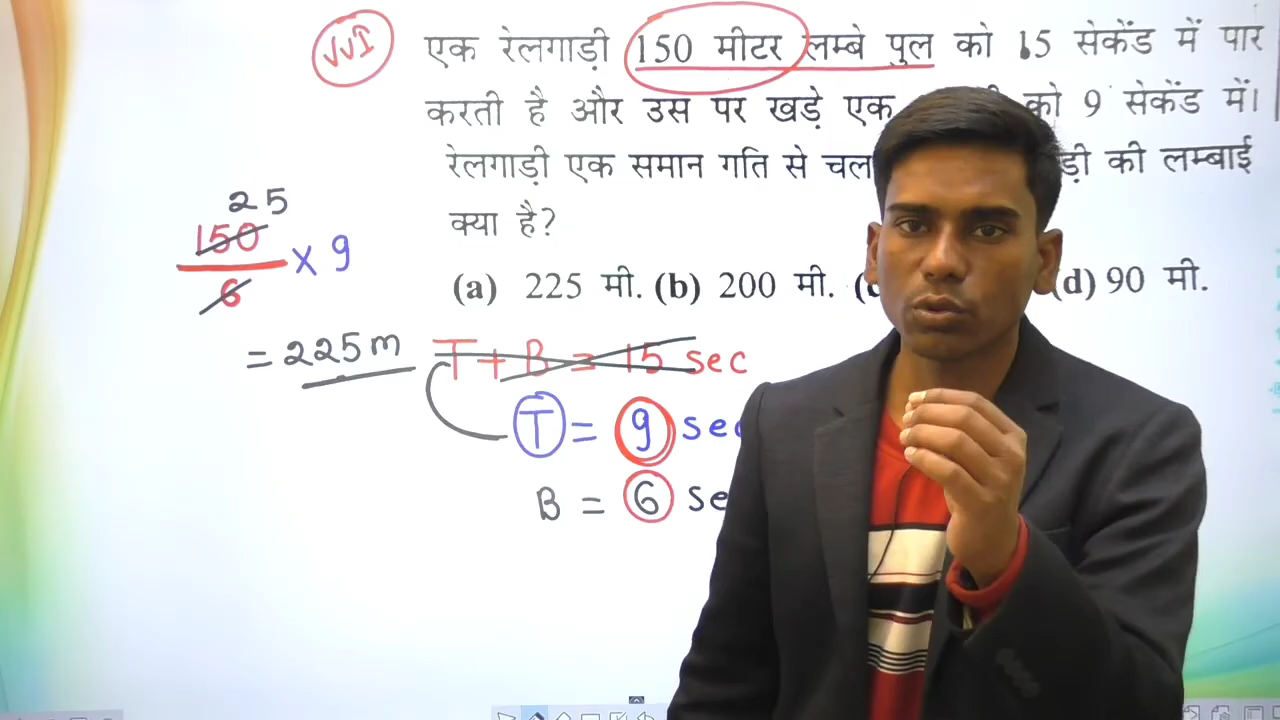 VVI
एक रेलगाड़ी 150 मीटर लम्बे पुल को 15 सेकेंड में पार
करती है और उस पर खड़े एक को 9 सेकेंड में।
रेलगाड़ी एक समान गति से चल की लम्बाई
क्या है?
(a) 225 मी. (b) 200 मी. (d) 90 मी.
25
150
6
× 9
= 225m
T + B = 15 sec
T = 9 sec
B = 6 se